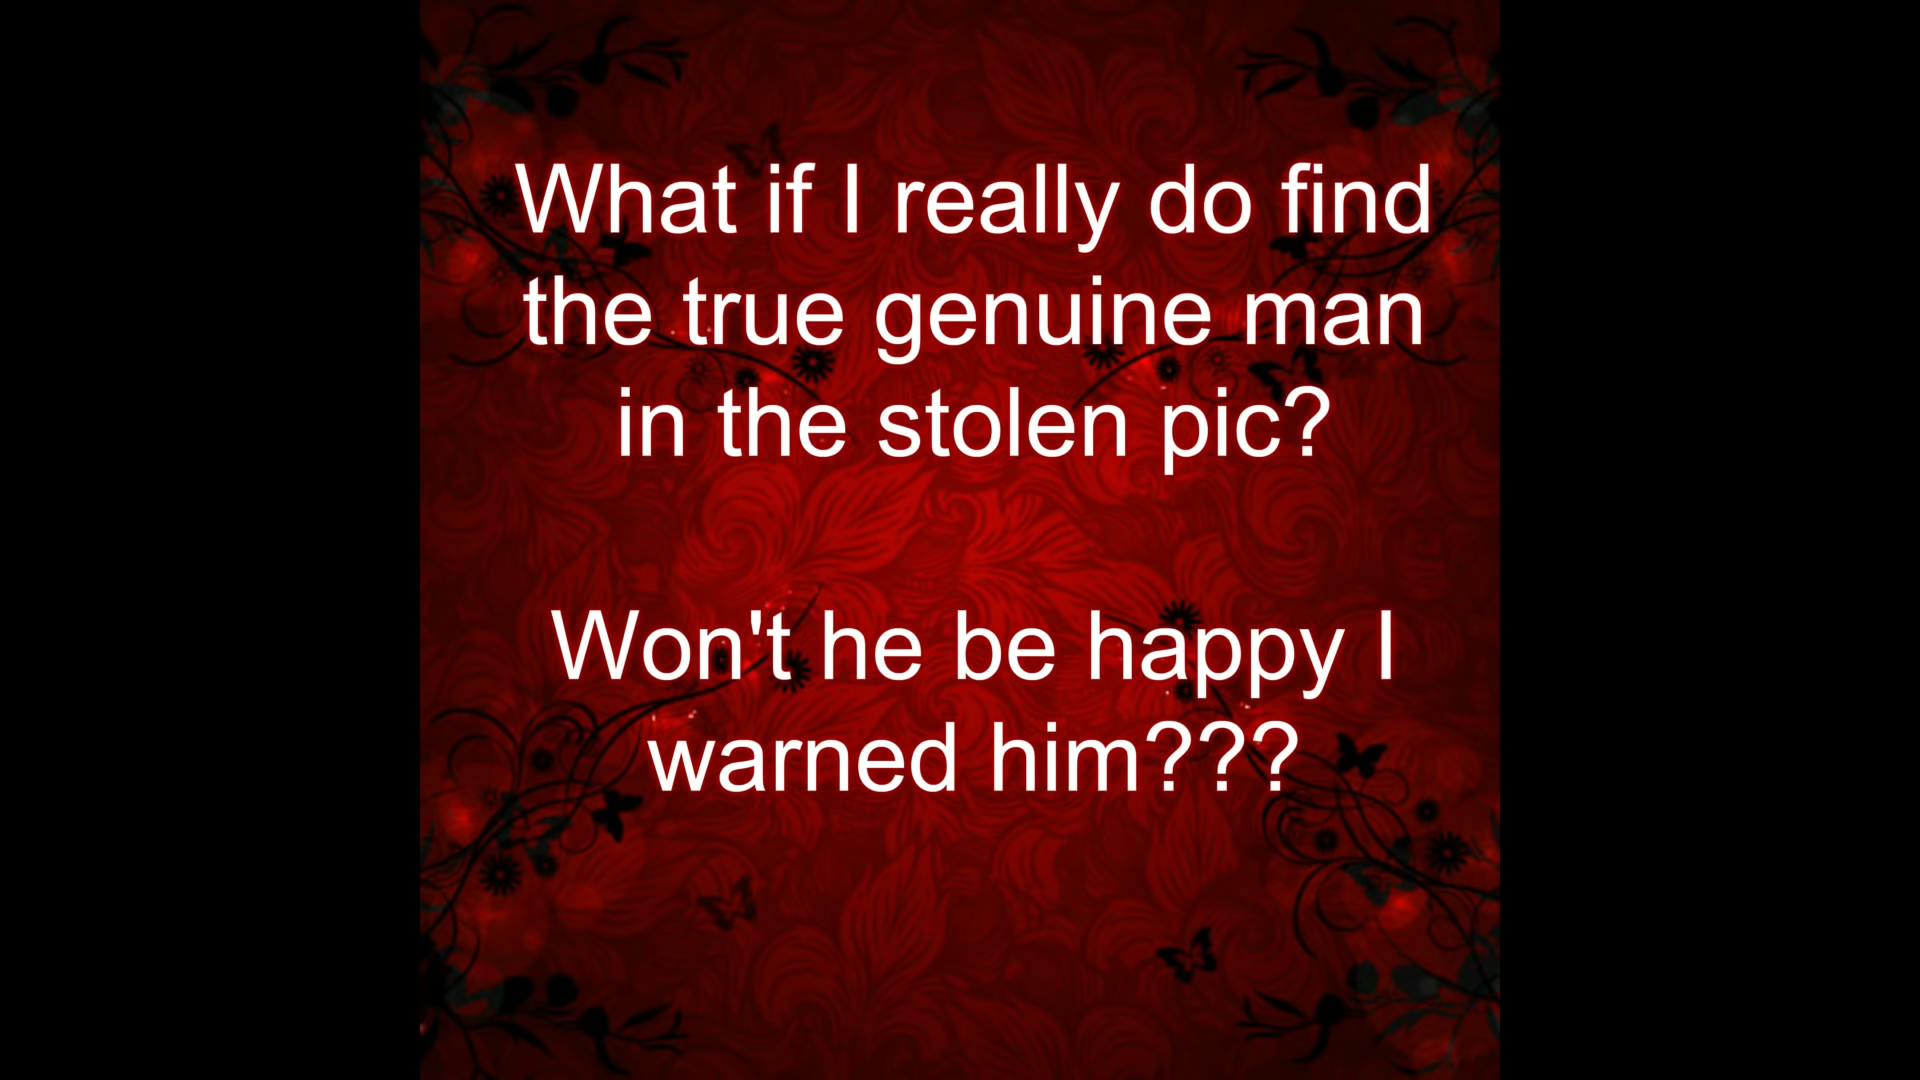 What if I really do find
the true genuine man
in the stolen pic?
Won't he be happy I
warned him???